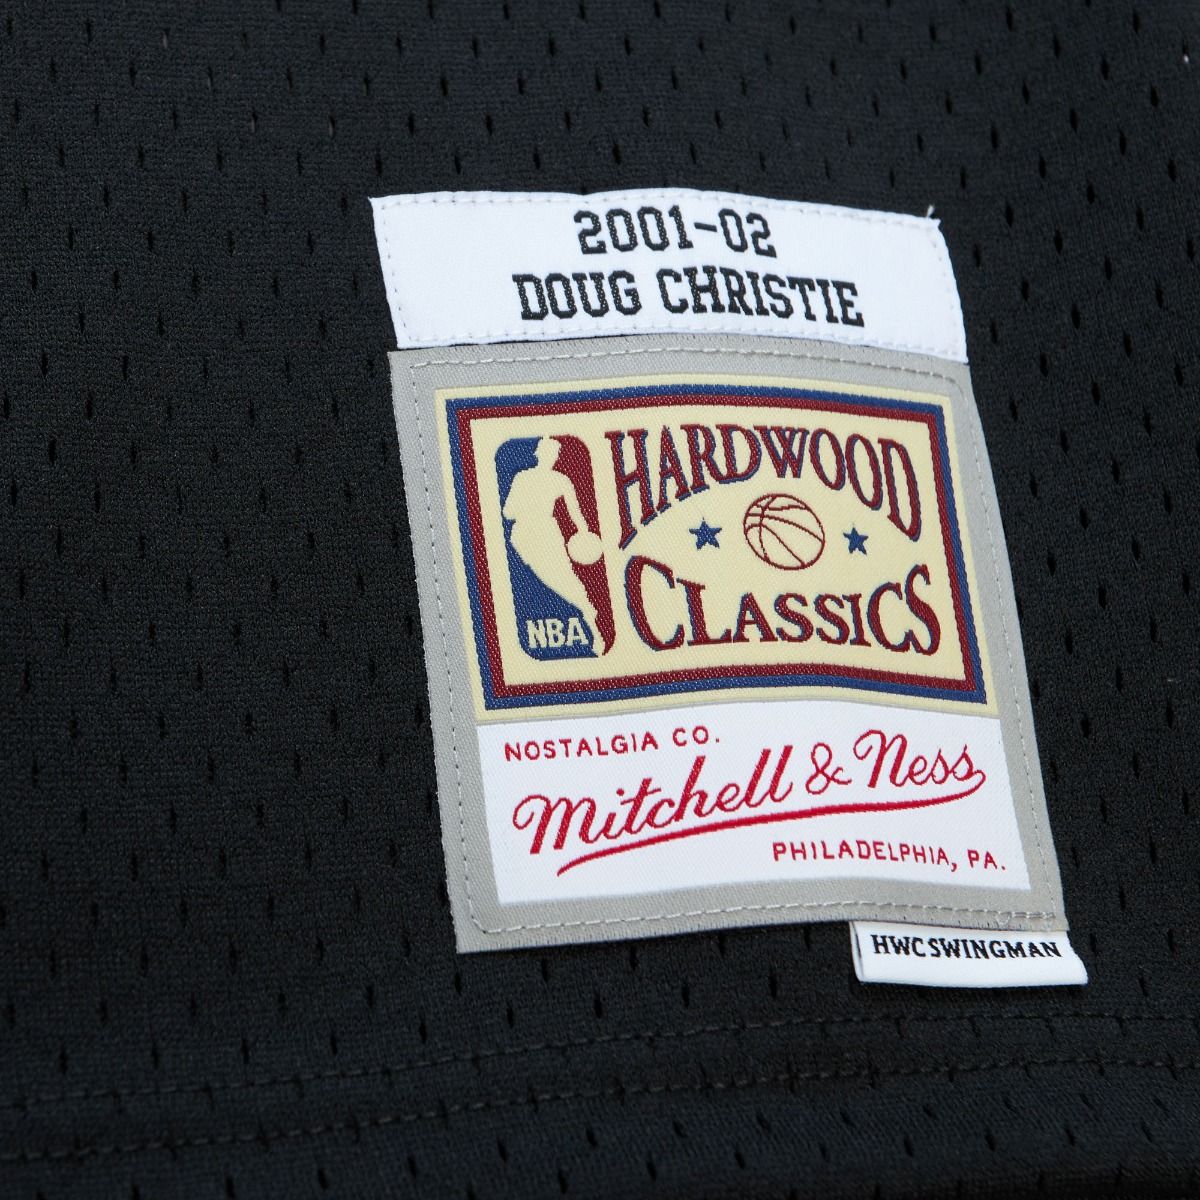 2001-02
DOUG CHRISTIE
HARDWOOD
CLASSICS
NBA
NOSTALGIA CO.
Mitchell & Ness
PHILADELPHIA, PA.
HWC SWINGMAN